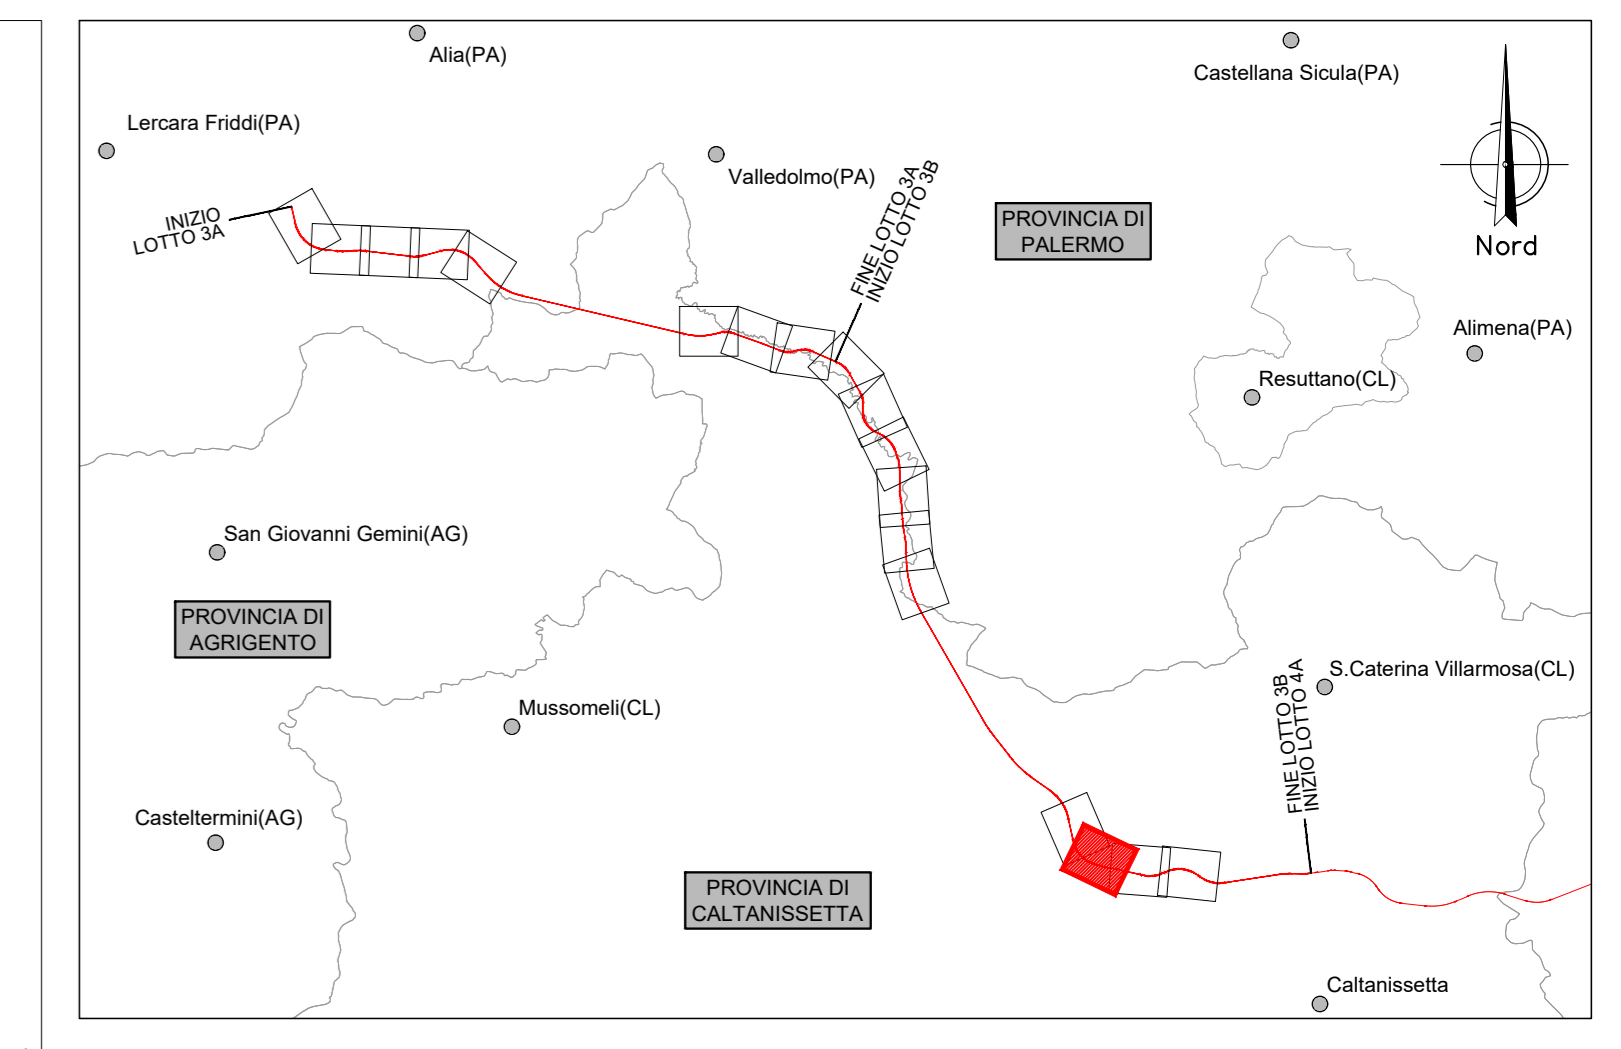 Alia(PA)
Castellana Sicula(PA)
Lercara Friddi(PA)
Valledolmo(PA)
INIZIO
LOTTO 3A
FINE LOTTO 3A
INIZIO LOTTO 3B
PROVINCIA DI
PALERMO
Nord
Alimena(PA)
Resuttano(CL)
San Giovanni Gemini(AG)
PROVINCIA DI
AGRIGENTO
S.Caterina Villarmosa(CL)
FINE LOTTO 3B
INIZIO LOTTO 4A
Mussomeli(CL)
Casteltermini(AG)
PROVINCIA DI
CALTANISSETTA
Caltanissetta